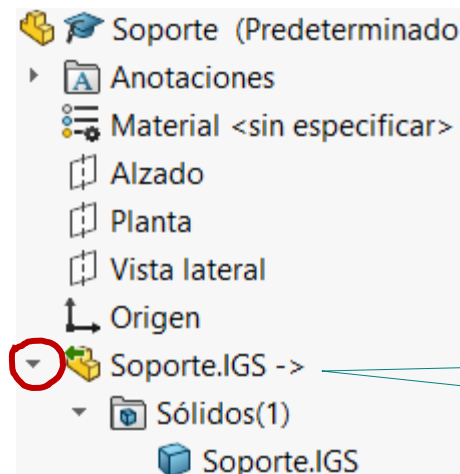 Soporte (Predeterminado
Anotaciones
Material <sin especificar>
Alzado
Planta
Vista lateral
Origen
Soporte.IGS ->
Sólidos(1)
Soporte.IGS